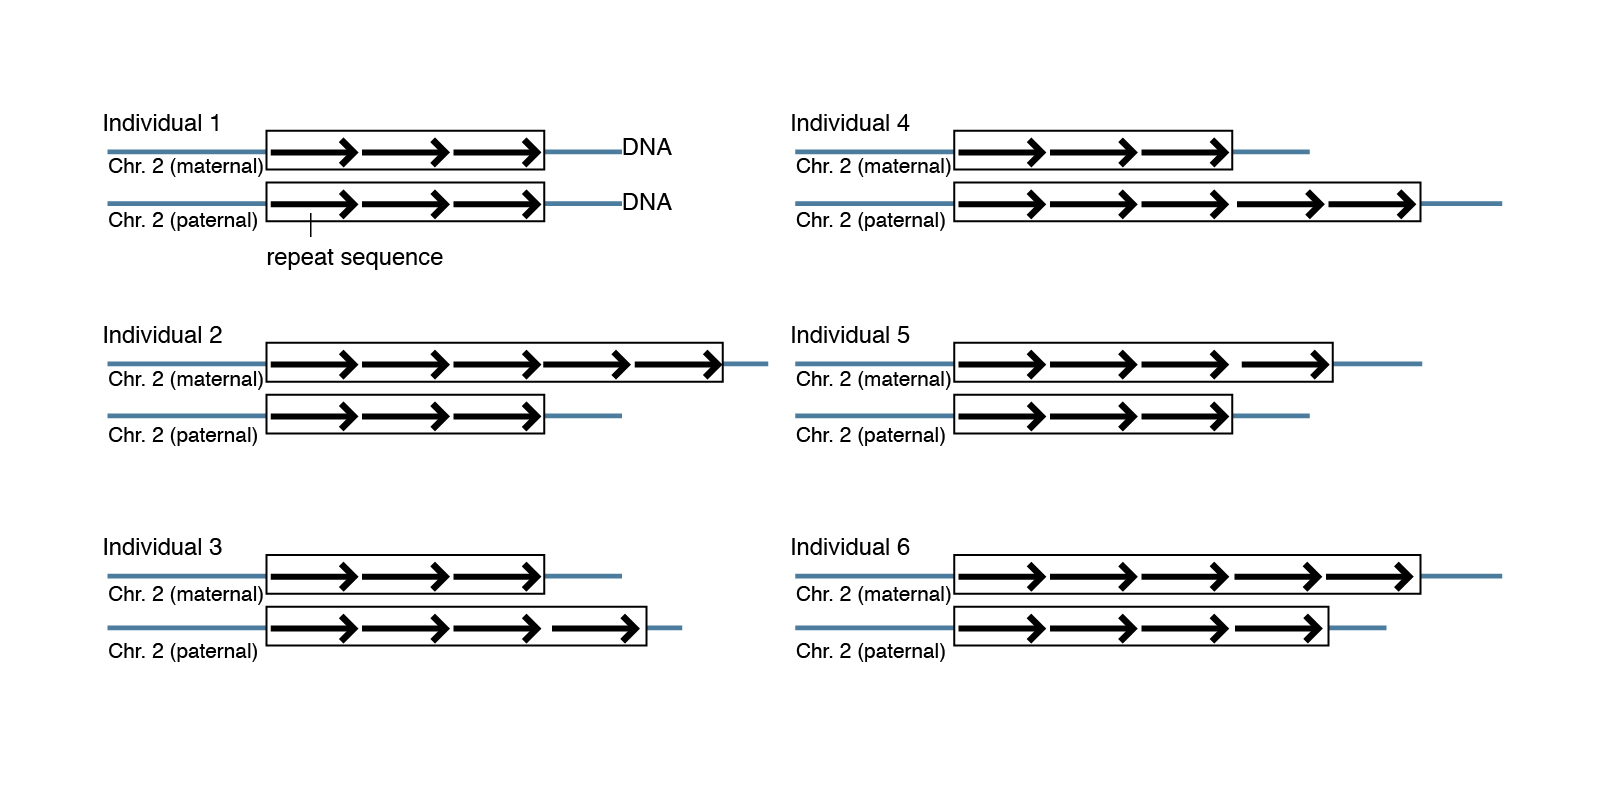 Individual 1
DNA
Chr. 2 (maternal)
DNA
Chr. 2 (paternal)
repeat sequence
Individual 2
Chr. 2 (maternal)
Chr. 2 (paternal)
Individual 3
Chr. 2 (maternal)
Chr. 2 (paternal)
Individual 4
Chr. 2 (maternal)
Chr. 2 (paternal)
Individual 5
Chr. 2 (maternal)
Chr. 2 (paternal)
Individual 6
Chr. 2 (maternal)
Chr. 2 (paternal)